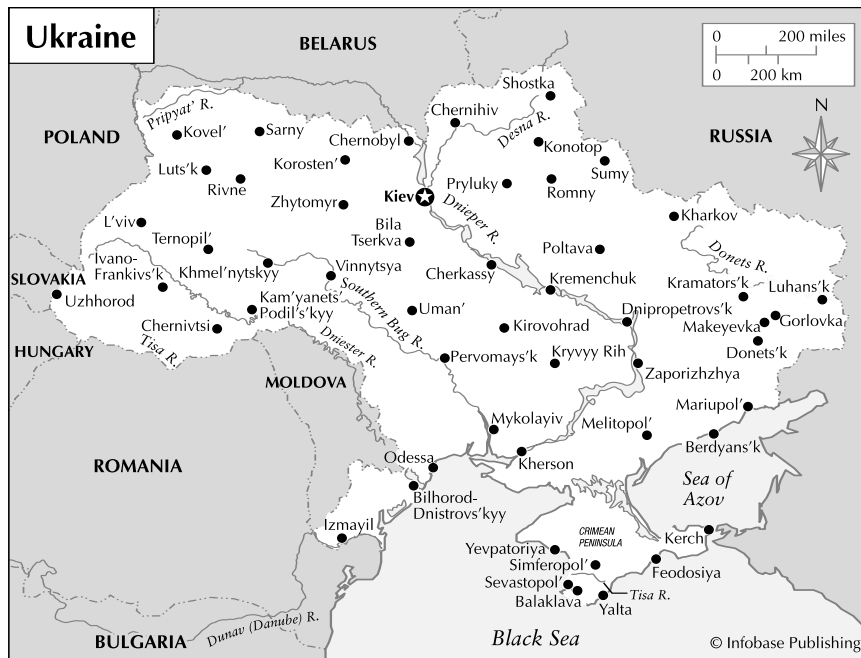 Ukraine
BELARUS
0 200 miles
0 200 km
N
Shostka
Pripyat' R.
Chernihiv
Desna R.
POLAND
Kovel'
Sarny
Chernobyl
Konotop
RUSSIA
Korosten'
Sumy
Luts'k
Rivne
Pryluky
Romny
Kiev
Zhytomyr
Dnieper R.
Kharkov
L'viv
Bila
Tserkva
Ternopil'
Poltava
Donets R.
Ivano-
Frankivs'k
Khmel'nytskyy
Vinnytsya
Cherkassy
Kremenchuk
SLOVAKIA
Uzhhorod
Kramators'k
Luhans'k
Kam'yanets'
Podil's'kyy
Southern Bug R.
Uman'
Dnipropetrovs'k
Gorlovka
Makeyevka
Chernivtsi
Kirovohrad
Donets'k
HUNGARY
Tisa R.
Dniester R.
Pervomays'k
Kryvyy Rih
Zaporizhzhya
MOLDOVA
Mariupol'
Mykolayiv
Melitopol'
Berdyans'k
ROMANIA
Odessa
Kherson
Sea of
Azov
Bilhorod-
Dnistrovs'kyy
Izmayil
CRIMEAN
PENINSULA
Kerch
Yevpatoriya
Simferopol'
Feodosiya
Sevastopol'
Balaklava
Tisa R.
Yalta
BULGARIA
Dunav (Danube) R.
Black Sea
© Infobase Publishing